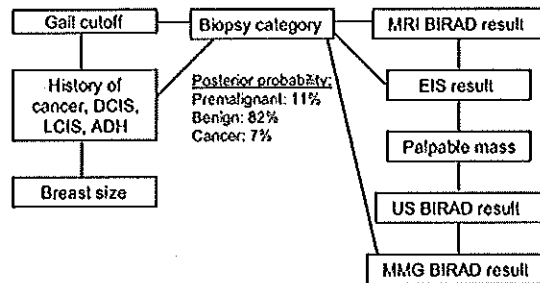 Gail cutoff
Biopsy category
MRI BIRAD result
History of
cancer, DCIS,
LCIS, ADH
Posterior probability:
Premalignant: 11%
Benign: 82%
Cancer: 7%
EIS result
Palpable mass
Breast size
US BIRAD result
MMG BIRAD result